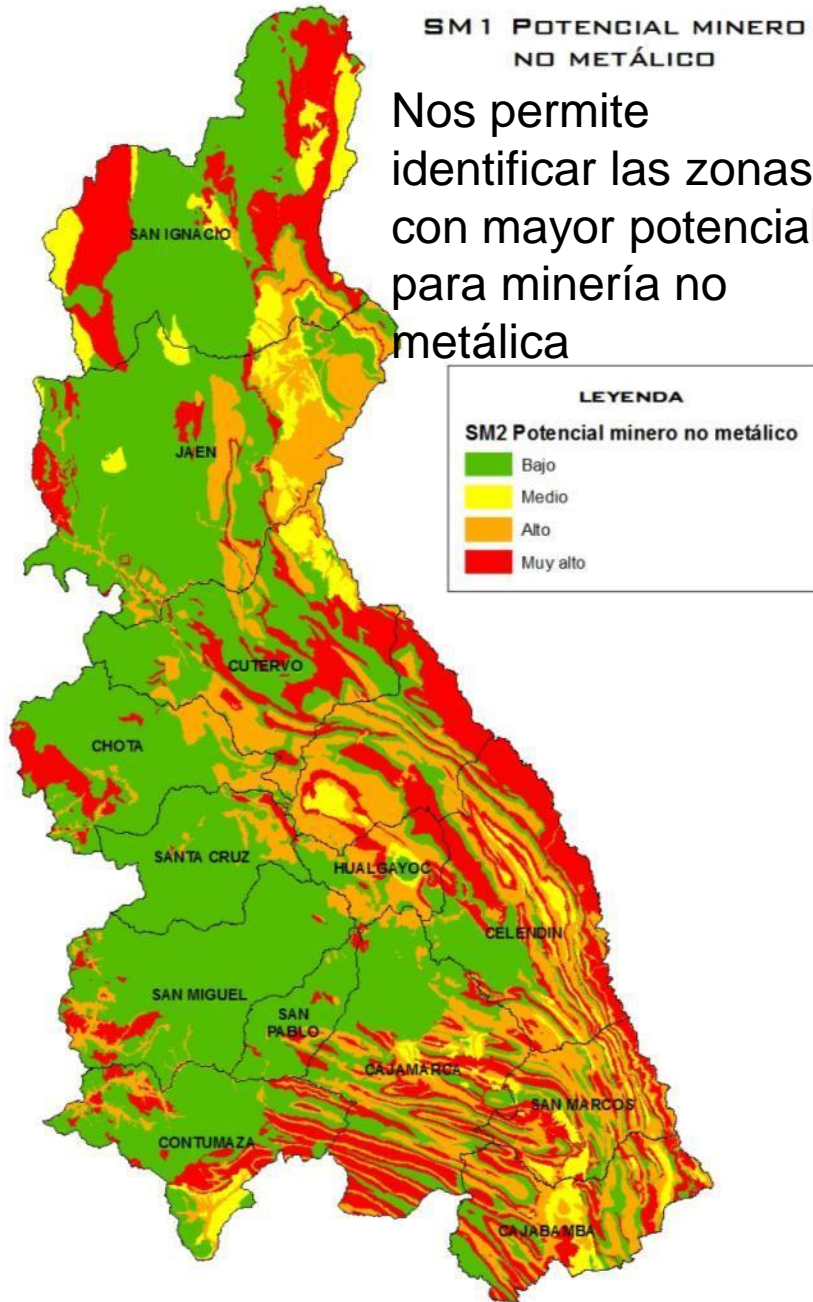 SM1 POTENCIAL MINERO
NO METÁLICO
Nos permite
identificar las zonas
con mayor potencial
para minería no
metálica
LEYENDA
SM2 Potencial minero no metálico
Bajo
Medio
Alto
Muy alto
SAN IGNACIO
JAEN
CUTERVO
CHOTA
SANTA CRUZ
HUALGAYOC
CELENDIN
SAN MIGUEL
SAN
PABLO
CAJAMARCA
SAN MARCOS
CONTUMAZA
CAJABAMBA